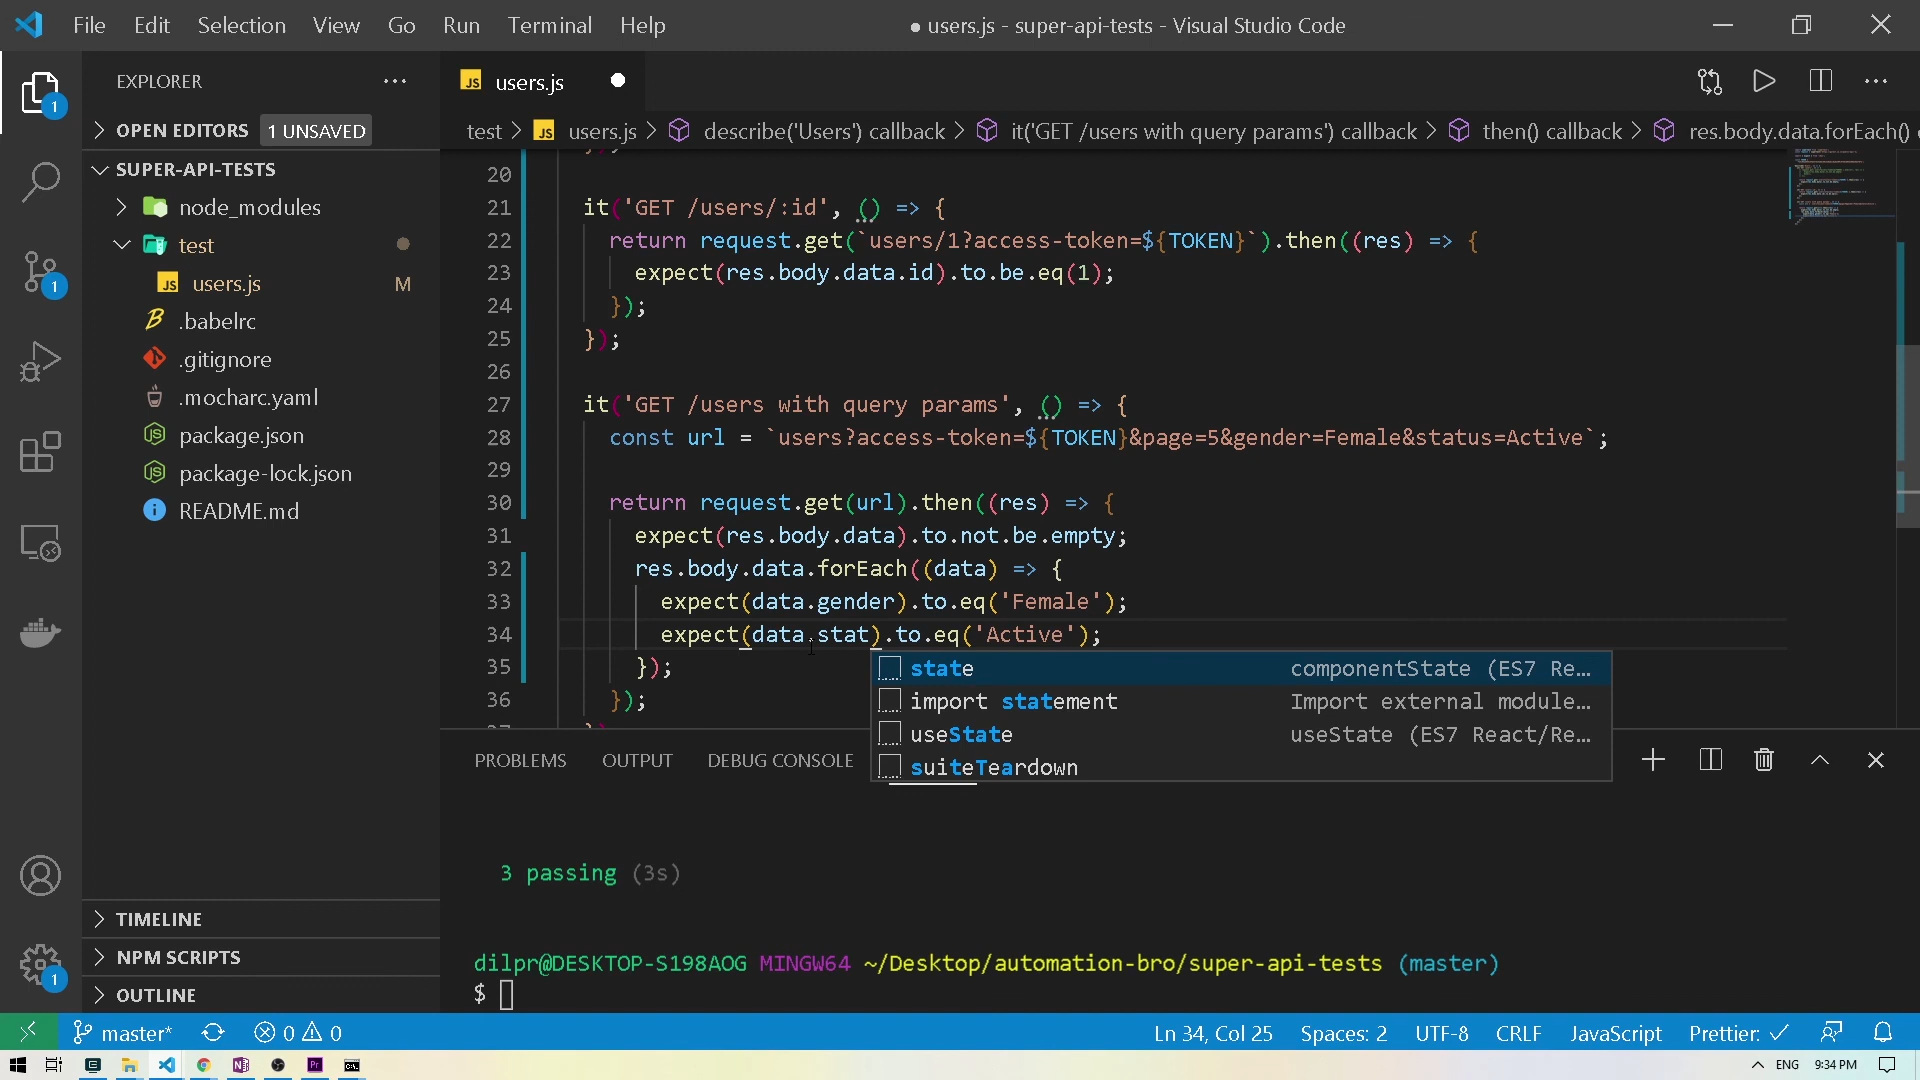 File Edit Selection View Go Run Terminal Help
● users.js - super-api-tests - Visual Studio Code
EXPLORER
OPEN EDITORS 1 UNSAVED
SUPER-API-TESTS
node_modules
test
users.js M
.babelrc
.gitignore
.mocharc.yaml
package.json
package-lock.json
README.md
TIMELINE
NPM SCRIPTS
OUTLINE
1
1
1
JS users.js
test > JS users.js > describe('Users') callback > it('GET /users with query params') callback > then() callback > res.body.data.forEach()
20
21 it('GET /users/:id', () => {
22 return request.get(`users/1?access-token=${TOKEN}`).then((res) => {
23 expect(res.body.data.id).to.be.eq(1);
24 });
25 });
26
27 it('GET /users with query params', () => {
28 const url = `users?access-token=${TOKEN}&page=5&gender=Female&status=Active`;
29
30 return request.get(url).then((res) => {
31 expect(res.body.data).to.not.be.empty;
32 res.body.data.forEach((data) => {
33 expect(data.gender).to.eq('Female');
34 expect(data.stat).to.eq('Active');
35 });
36 });
state componentState (ES7 Re...
import statement Import external module...
useState useState (ES7 React/Re...
suiteTeardown
PROBLEMS OUTPUT DEBUG CONSOLE
3 passing (3s)
dilpr@DESKTOP-S198AOG MINGW64 ~/Desktop/automation-bro/super-api-tests (master)
$
master* 0 0 Ln 34, Col 25 Spaces: 2 UTF-8 CRLF JavaScript Prettier: ✓
ENG 9:34 PM